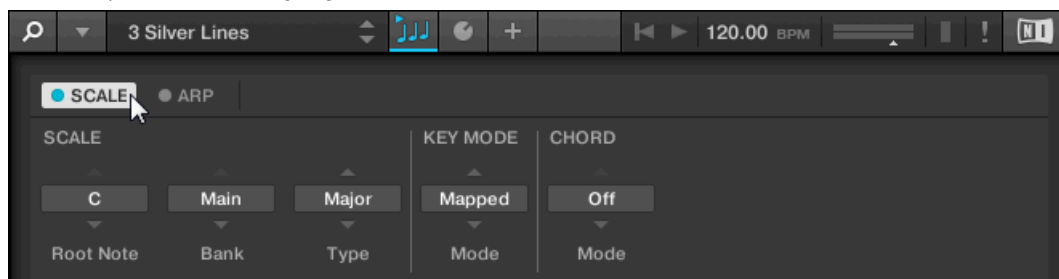 3 Silver Lines 120.00 BPM ! NI
SCALE ARP
SCALE KEY MODE CHORD
C Main Major Mapped Off
Root Note Bank Type Mode Mode